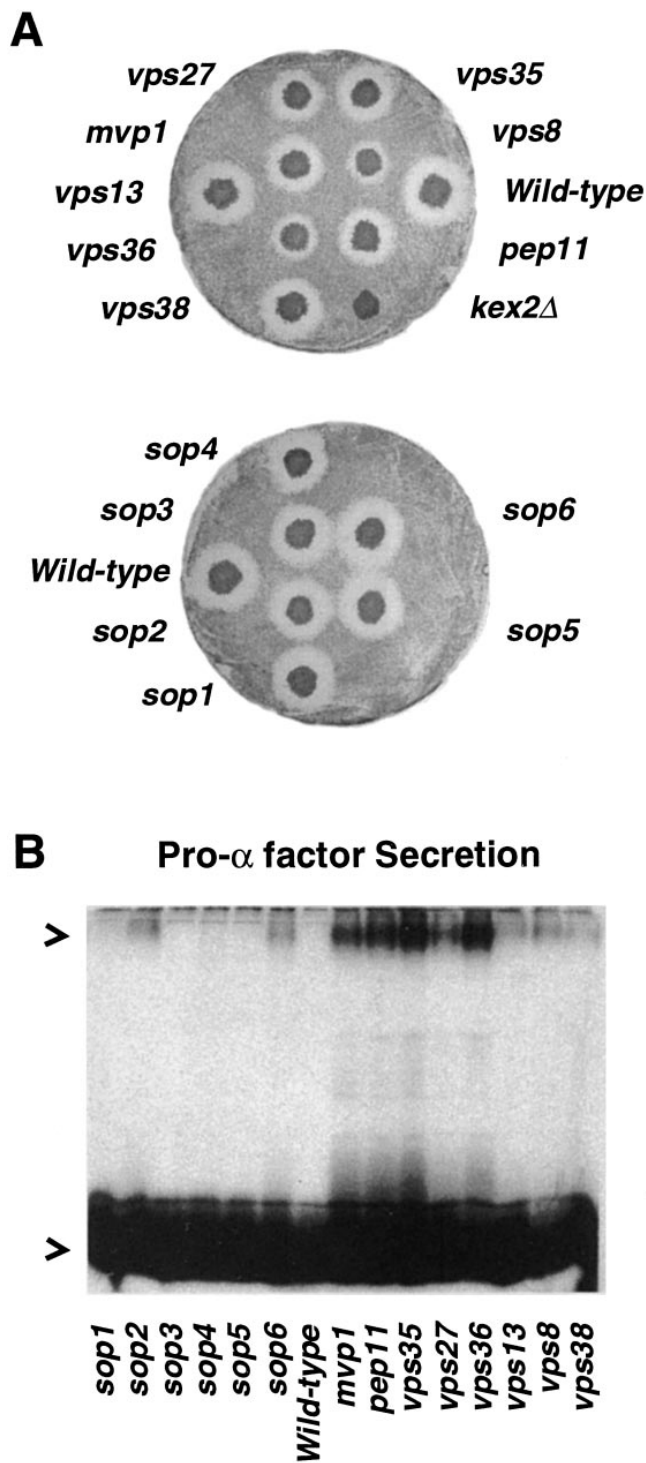 A
vps27
vps35
mvp1
vps8
vps13
Wild-type
vps36
pep11
vps38
kex2Δ
sop4
sop3
sop6
Wild-type
sop2
sop5
sop1
B
Pro-α factor Secretion
>
>
sop1
sop2
sop3
sop4
sop5
sop6
Wild-type
mvp1
pep11
vps35
vps27
vps36
vps13
vps8
vps38